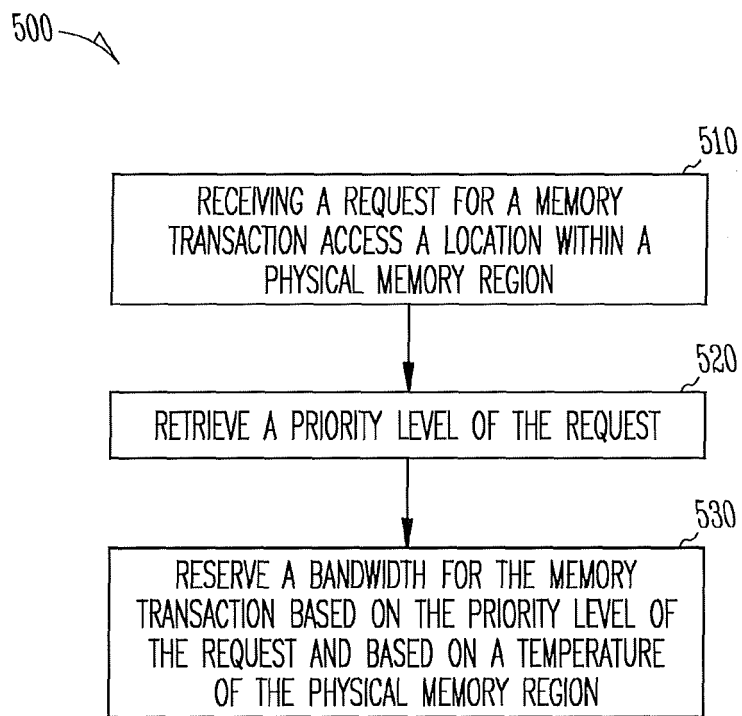 500
510
RECEIVING A REQUEST FOR A MEMORY
TRANSACTION ACCESS A LOCATION WITHIN A
PHYSICAL MEMORY REGION
520
RETRIEVE A PRIORITY LEVEL OF THE REQUEST
530
RESERVE A BANDWIDTH FOR THE MEMORY
TRANSACTION BASED ON THE PRIORITY LEVEL OF
THE REQUEST AND BASED ON A TEMPERATURE
OF THE PHYSICAL MEMORY REGION